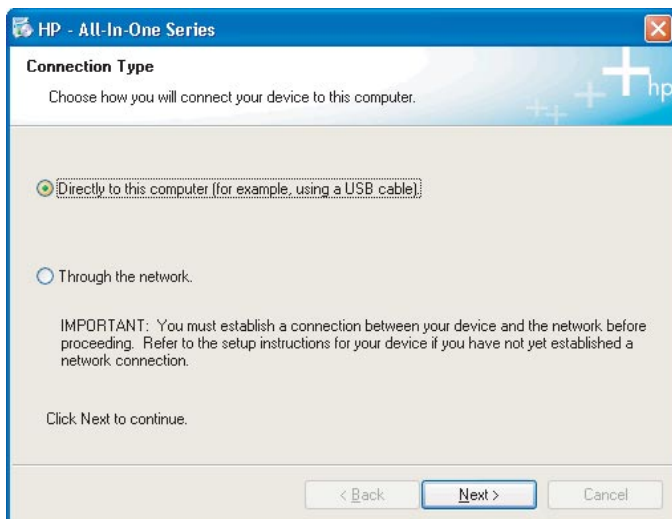 HP - All-In-One Series
Connection Type
Choose how you will connect your device to this computer.
hp
Directly to this computer (for example, using a USB cable).
Through the network.
IMPORTANT: You must establish a connection between your device and the network before
proceeding. Refer to the setup instructions for your device if you have not yet established a
network connection.
Click Next to continue.
< Back
Next >
Cancel